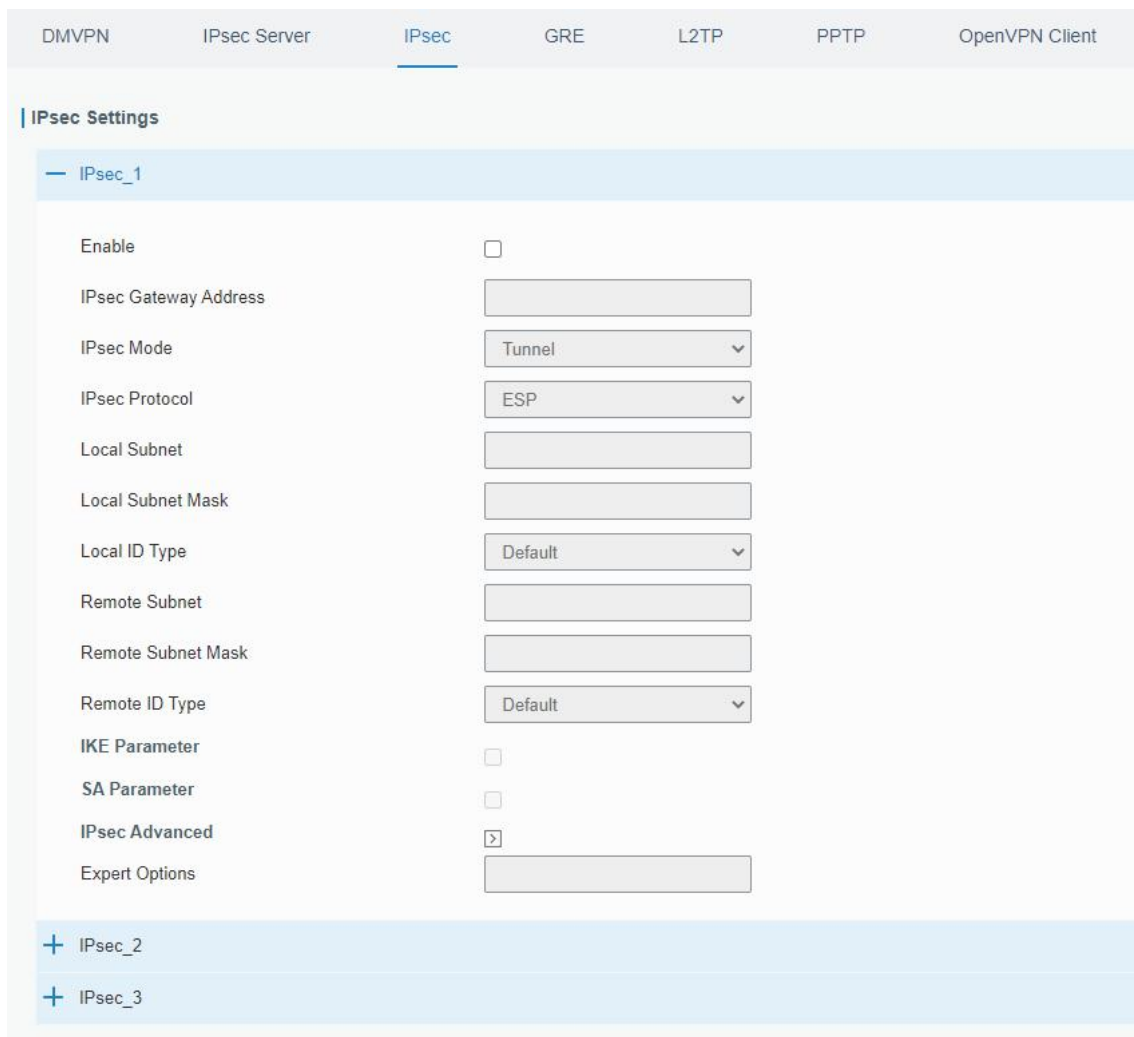 DMVPN IPsec Server IPsec GRE L2TP PPTP OpenVPN Client
IPsec Settings
IPsec_1
Enable
IPsec Gateway Address
IPsec Mode Tunnel
IPsec Protocol ESP
Local Subnet
Local Subnet Mask
Local ID Type Default
Remote Subnet
Remote Subnet Mask
Remote ID Type Default
IKE Parameter
SA Parameter
IPsec Advanced
Expert Options
IPsec_2
IPsec_3